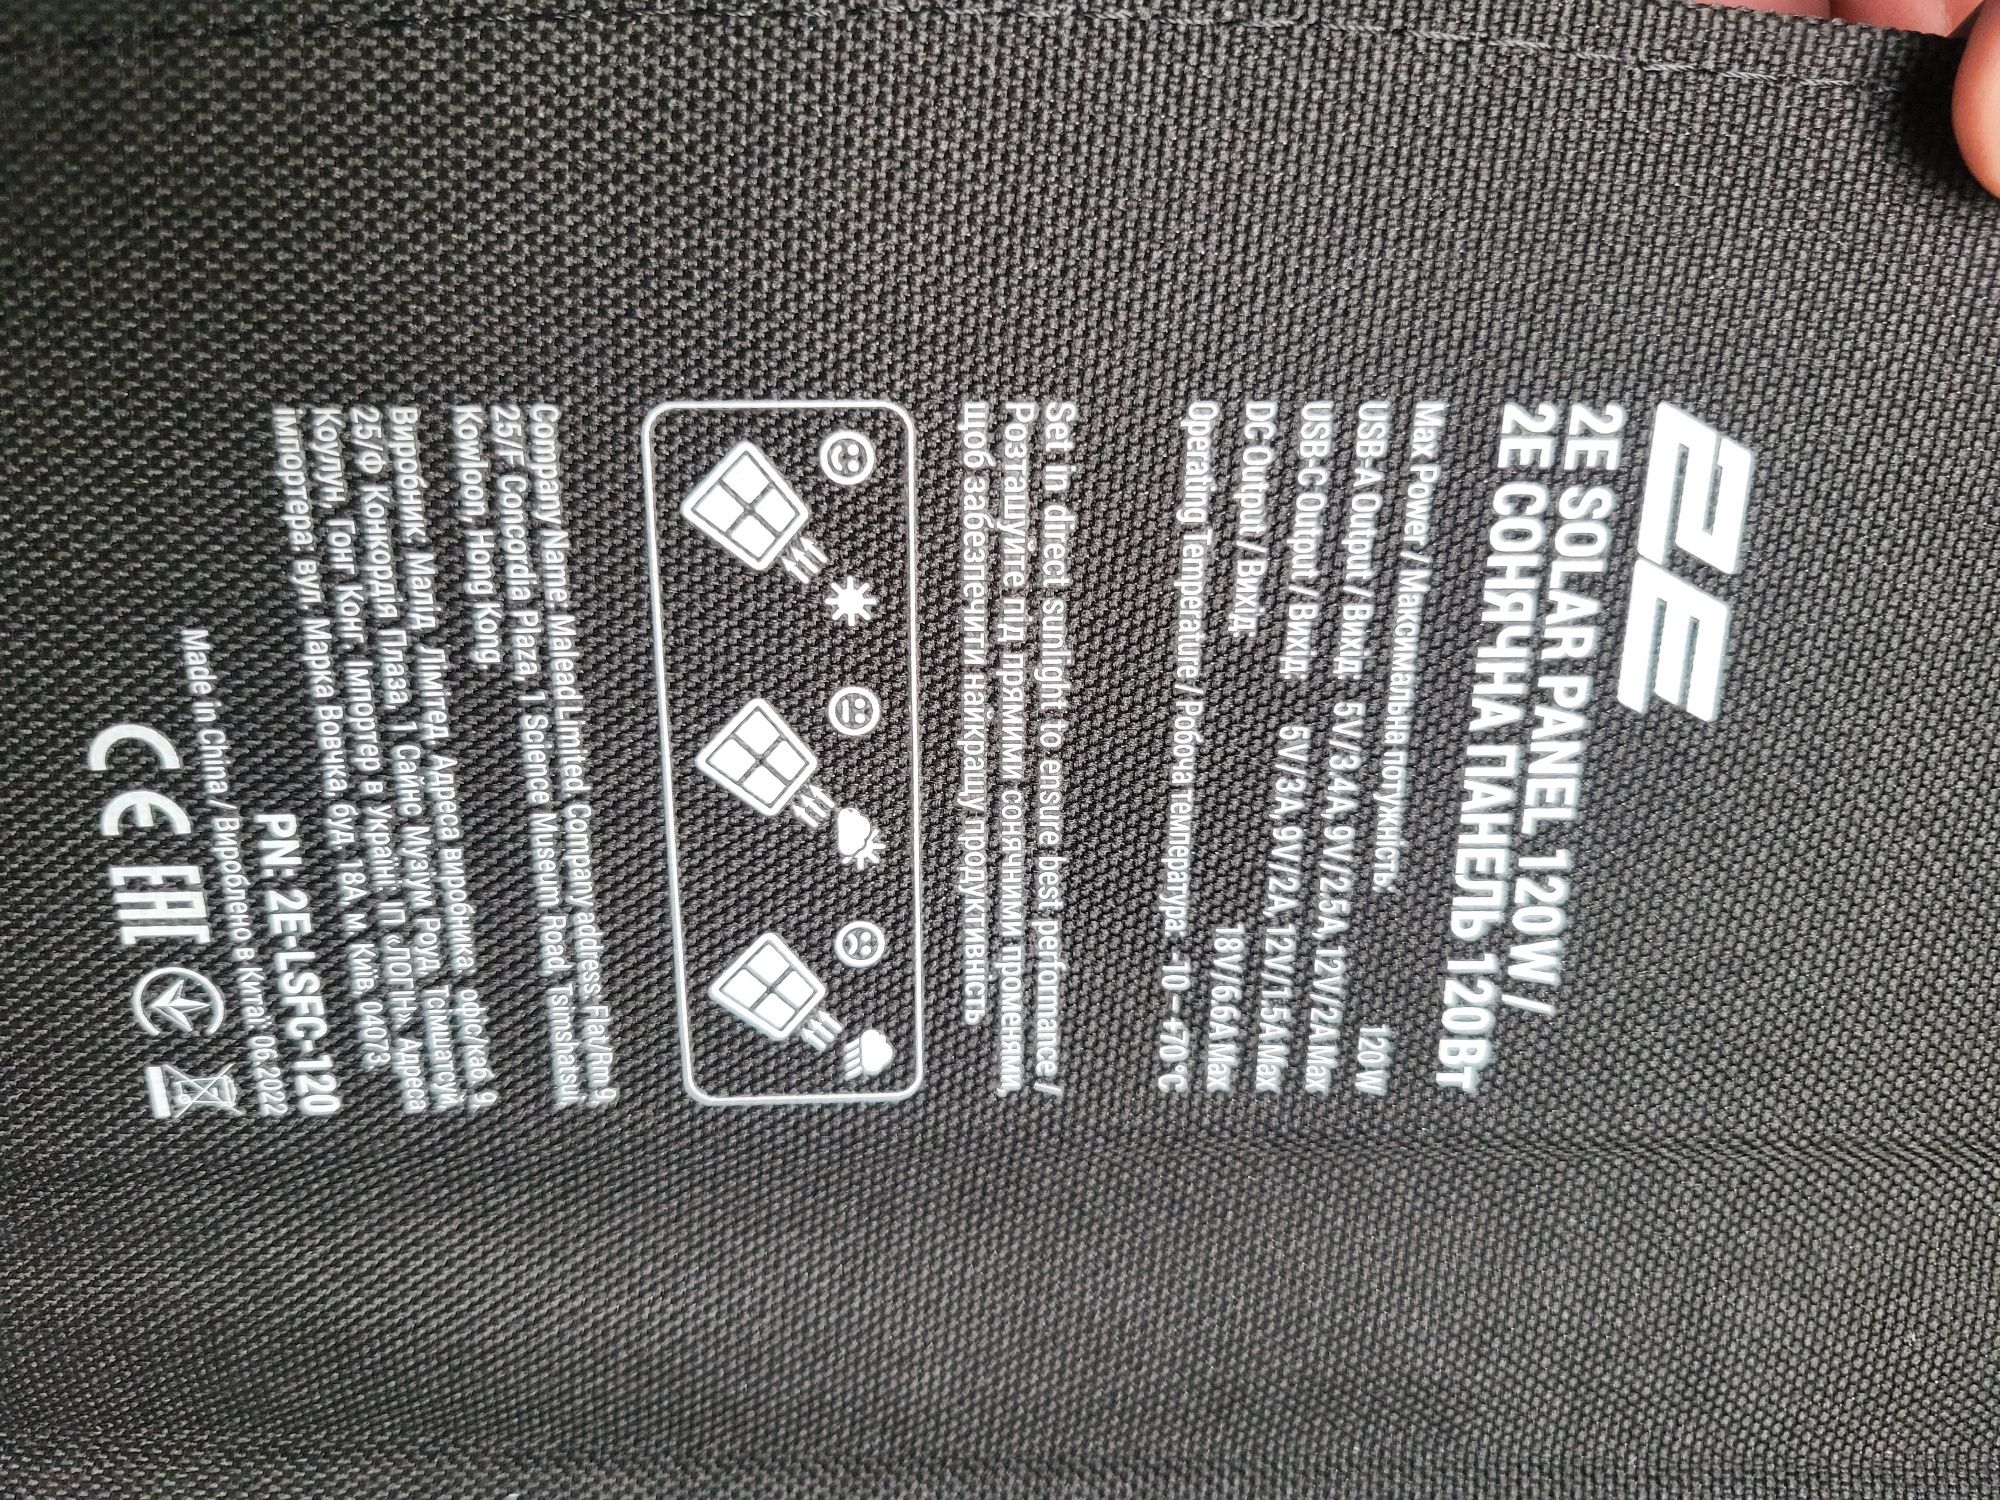 2E
2E SOLAR PANEL 120W /
2E СОНЯЧНА ПАНЕЛЬ 120Вт
Max Power / Максимальна потужність: 120W
USB-A Output / Вихід: 5V/3.4A, 9V/2.5A, 12V/2A Max
USB-C Output / Вихід: 5V/3A, 9V/2A, 12V/1.5A Max
DC Output / Вихід: 18V/6.6A Max
Operating Temperature / Робоча температура: -10 – +70 °C
Set in direct sunlight to ensure best performance /
Розташуйте під прямими сонячними променями,
щоб забезпечити найкращу продуктивність
Company Name: Malead Limited. Company address: Flat/Rm 9,
25/F Concordia Plaza, 1 Science Museum Road, Tsimshatsui
Kowloon, Hong Kong
Виробник: Малід Лімітед. Адреса виробника: офіс/каб. 9,
25/Ф Конкордія Плаза, 1 Сайнс Музіум Роуд, Тсімшатсуй
Коулун, Гонг Конг. Імпортер в Україні: ІП «ЛОГІН». Адреса
імпортера: вул. Марка Вовчка буд. 18А м. Київ, 04073
PN: 2E-LSFC-120
Made in China / Вироблено в Китаї: 06.2022
CE EAC